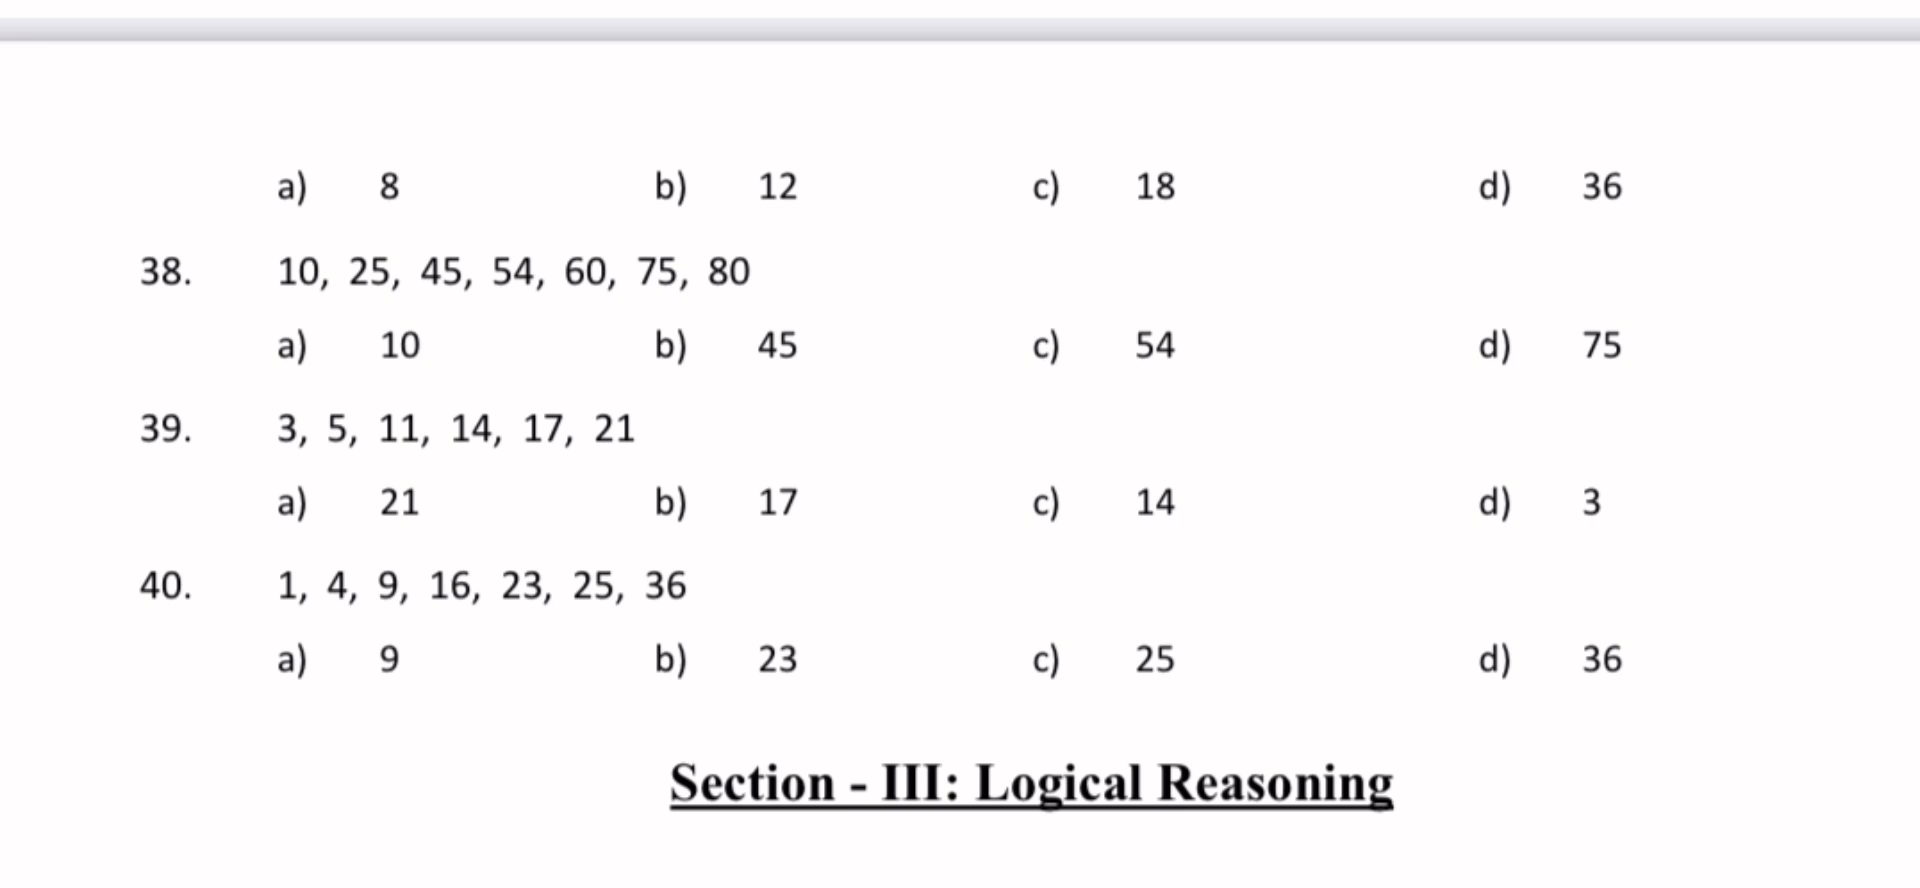 a) 8 b) 12 c) 18 d) 36
38. 10, 25, 45, 54, 60, 75, 80
a) 10 b) 45 c) 54 d) 75
39. 3, 5, 11, 14, 17, 21
a) 21 b) 17 c) 14 d) 3
40. 1, 4, 9, 16, 23, 25, 36
a) 9 b) 23 c) 25 d) 36
Section - III: Logical Reasoning